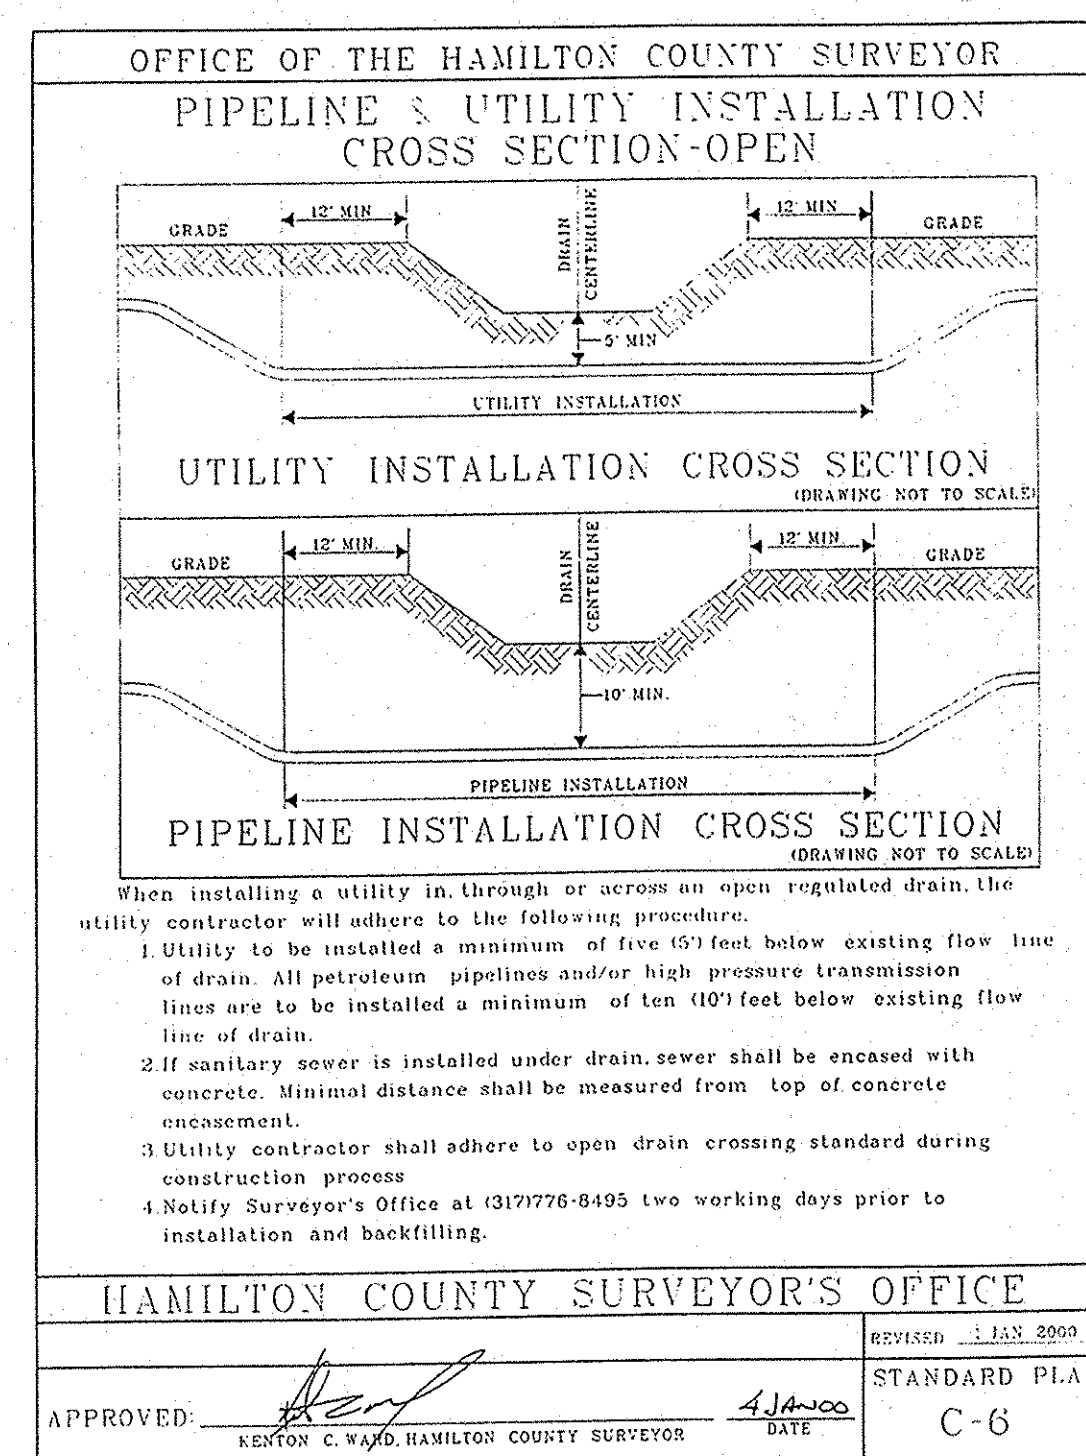 OFFICE OF THE HAMILTON COUNTY SURVEYOR
PIPELINE & UTILITY INSTALLATION
CROSS SECTION-OPEN
GRADE
12' MIN
DRAIN
CENTERLINE
12' MIN
GRADE
5' MIN
UTILITY INSTALLATION
UTILITY INSTALLATION CROSS SECTION
(DRAWING NOT TO SCALE)
GRADE
12' MIN.
DRAIN
CENTERLINE
12' MIN.
GRADE
10' MIN.
PIPELINE INSTALLATION
PIPELINE INSTALLATION CROSS SECTION
(DRAWING NOT TO SCALE)
When installing a utility in, through or across an open regulated drain, the
utility contractor will adhere to the following procedure.
1. Utility to be installed a minimum of five (5') feet below existing flow line
of drain. All petroleum pipelines and/or high pressure transmission
lines are to be installed a minimum of ten (10') feet below existing flow
line of drain.
2. If sanitary sewer is installed under drain, sewer shall be encased with
concrete. Minimal distance shall be measured from top of concrete
encasement.
3. Utility contractor shall adhere to open drain crossing standard during
construction process
4. Notify Surveyor's Office at (317)776-8495 two working days prior to
installation and backfilling.
HAMILTON COUNTY SURVEYOR'S OFFICE
REVISED 1 JAN 2000
STANDARD PLA
C-6
APPROVED:
4 JAN 00
KENTON C. WARD, HAMILTON COUNTY SURVEYOR
DATE